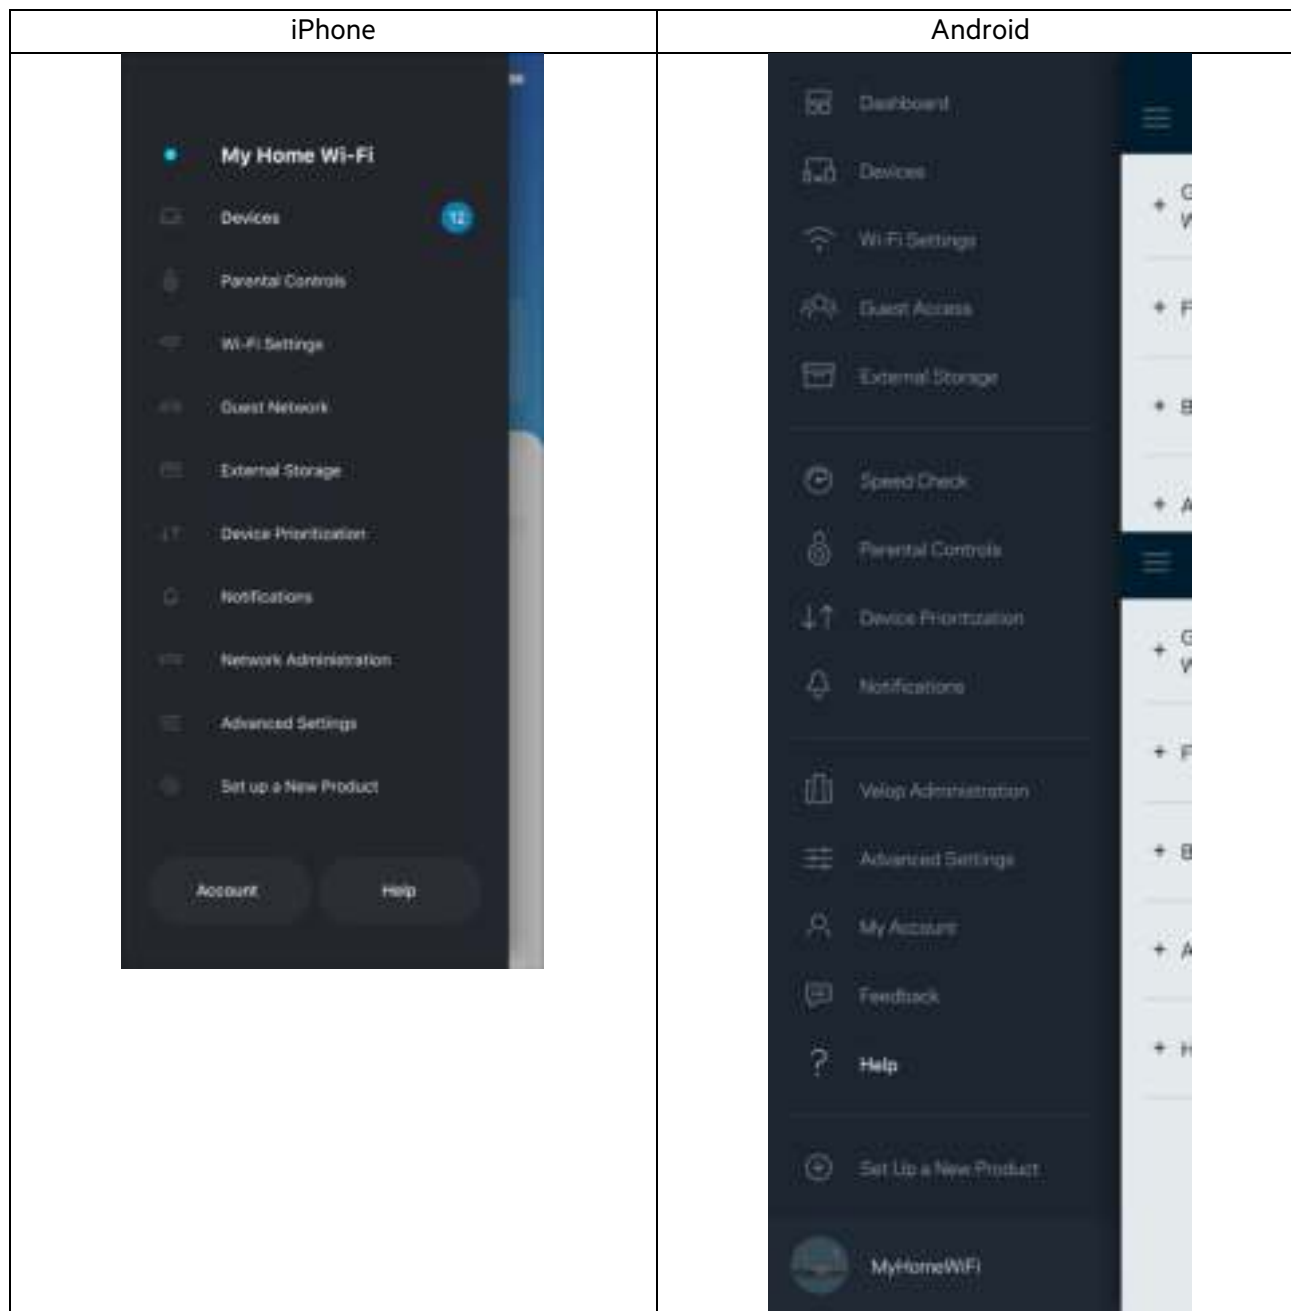 iPhone
Android
My Home Wi-Fi
Devices
12
Parental Controls
Wi-Fi Settings
Guest Network
External Storage
Device Prioritization
Notifications
Network Administration
Advanced Settings
Set up a New Product
Account
Help
Dashboard
Devices
Wi-Fi Settings
Guest Access
External Storage
Speed Check
Parental Controls
Device Prioritization
Notifications
Velop Administration
Advanced Settings
My Account
Feedback
? Help
Set Up a New Product
MyHomeWiFi
+ G
W
+ F
+ B
+ A
+ G
W
+ F
+ B
+ A
+ H